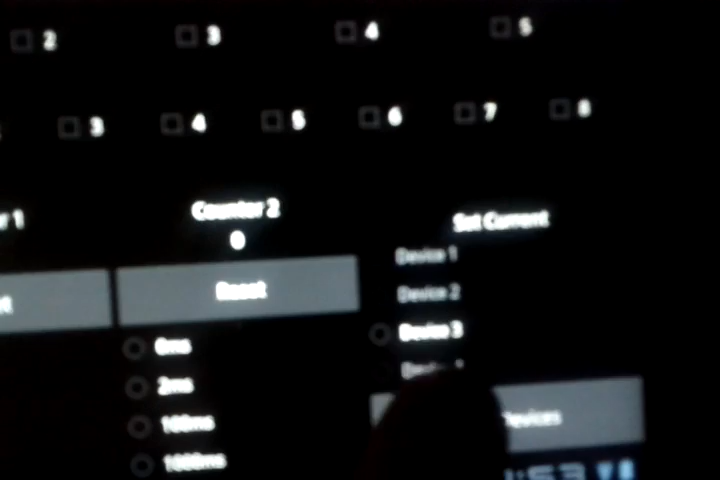 2 3 4 5
3 4 5 6 7 8
Counter 2
Set Current
0
Device 1
Reset
Device 2
0ms
Device 3
2ms
100ms
1000ms